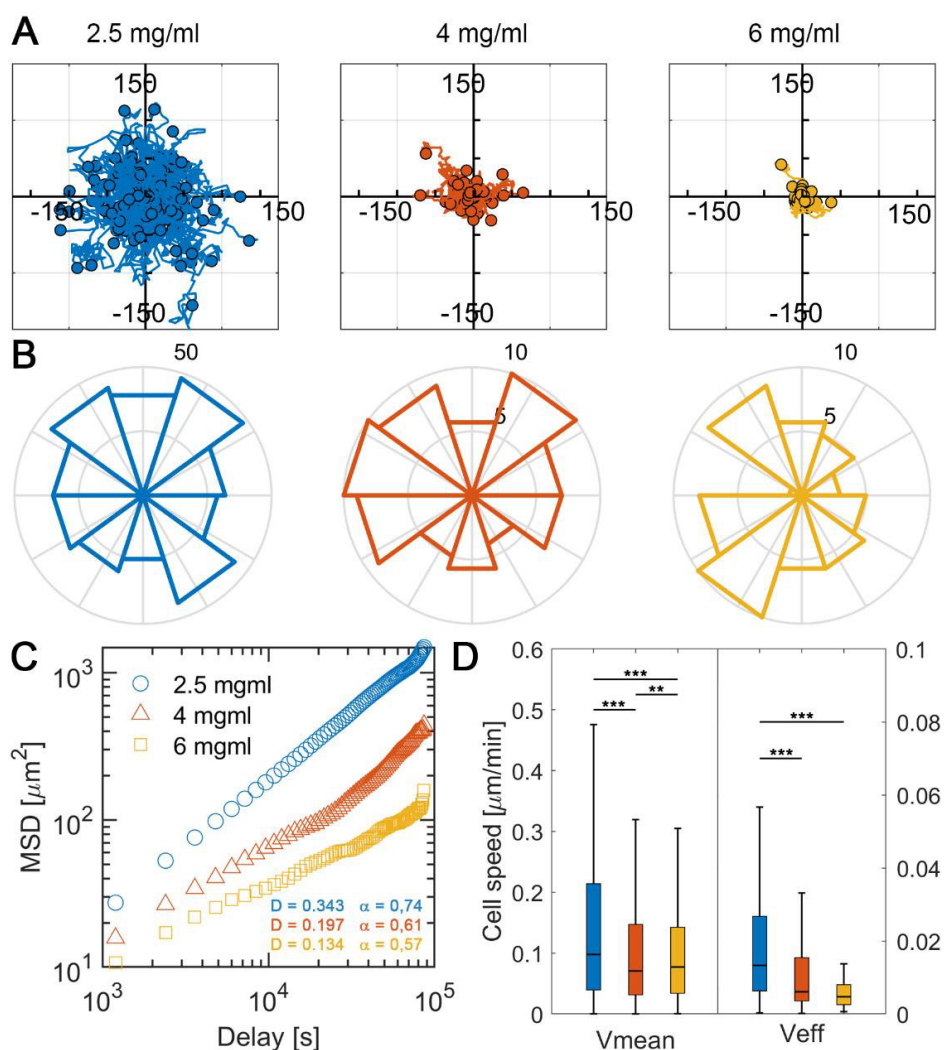 A
2.5 mg/ml
4 mg/ml
6 mg/ml
150
-150
150
-150
150
-150
150
-150
150
-150
150
-150
B
50
10
5
10
5
C
10³
10²
10¹
10³
10⁴
10⁵
MSD [μm²]
Delay [s]
2.5 mgml
4 mgml
6 mgml
D = 0.343 α = 0,74
D = 0.197 α = 0,61
D = 0.134 α = 0,57
D
Cell speed [μm/min]
0.6
0.5
0.4
0.3
0.2
0.1
0
***
***
**
***
***
0.1
0.08
0.06
0.04
0.02
0
Vmean
Veff